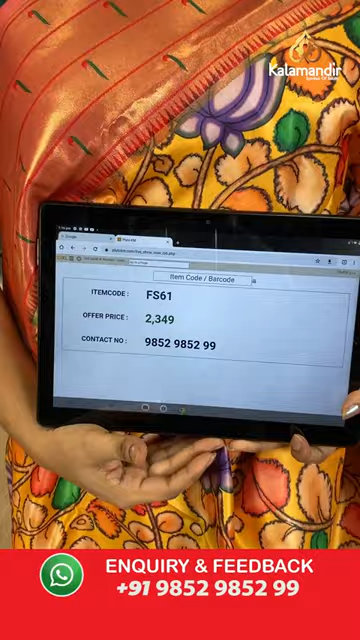 Kalamandir
Item Code / Barcode
ITEMCODE :
FS61
OFFER PRICE :
2,349
CONTACT NO :
9852 9852 99
ENQUIRY & FEEDBACK
+91 9852 9852 99